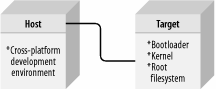 Host
*Cross-platform
development
environment
Target
*Bootloader
*Kernel
*Root
filesystem